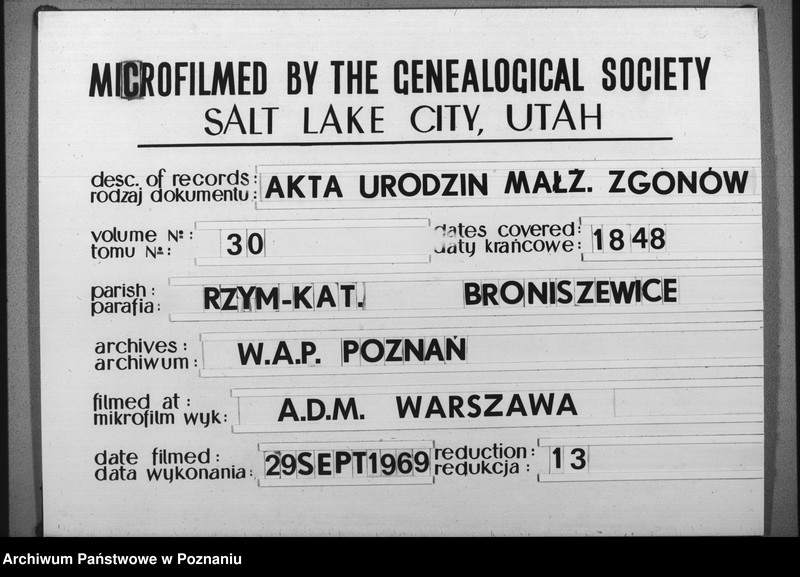 MICROFILMED BY THE GENEALOGICAL SOCIETY
SALT LAKE CITY, UTAH
desc. of records: AKTA URODZIN MAŁŻ. ZGONÓW
rodzaj dokumentu:
volume №: 30 dates covered: 1848
tomu №: daty krańcowe:
parish: RZYM-KAT. BRONISZEWICE
parafia:
archives: W.A.P. POZNAŃ
archiwum:
filmed at: A.D.M. WARSZAWA
mikrofilm wyk:
date filmed: 29SEPT1969 reduction: 13
data wykonania: redukcja:
Archiwum Państwowe w Poznaniu